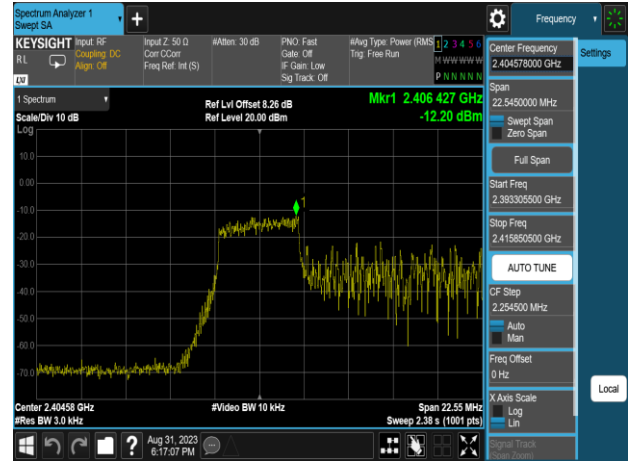 Spectrum Analyzer 1
Swept SA
Frequency
KEYSIGHT
RL
LXI
Input: RF
Coupling: DC
Align: Off
Input Z: 50 Ω
Corr CCorr
Freq Ref: Int (S)
#Atten: 30 dB
PNO: Fast
Gate: Off
IF Gain: Low
Sig Track: Off
#Avg Type: Power (RMS
Trig: Free Run
1 2 3 4 5 6
M W W W W W
P N N N N N
1 Spectrum
Scale/Div 10 dB
Ref Lvl Offset 8.26 dB
Ref Level 20.00 dBm
Mkr1 2.406 427 GHz
-12.20 dBm
Log
10.0
0.00
-10.0
-20.0
-30.0
-40.0
-50.0
-60.0
-70.0
1
Center 2.40458 GHz
#Res BW 3.0 kHz
#Video BW 10 kHz
Span 22.55 MHz
Sweep 2.38 s (1001 pts)
Aug 31, 2023
6:17:07 PM
Center Frequency
2.404578000 GHz
Span
22.5450000 MHz
Swept Span
Zero Span
Full Span
Start Freq
2.393305500 GHz
Stop Freq
2.415850500 GHz
AUTO TUNE
CF Step
2.254500 MHz
Auto
Man
Freq Offset
0 Hz
X Axis Scale
Log
Lin
Signal Track
(Span Zoom)
Settings
Local